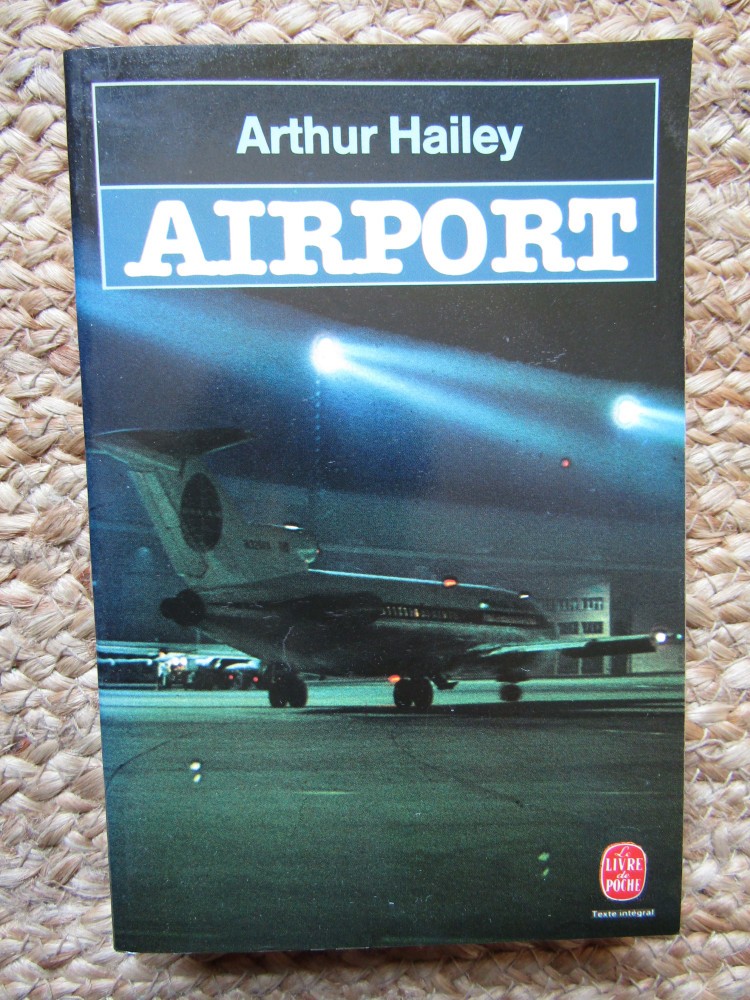 Arthur Hailey
AIRPORT
Le
LIVRE
de
POCHE
Texte intégral